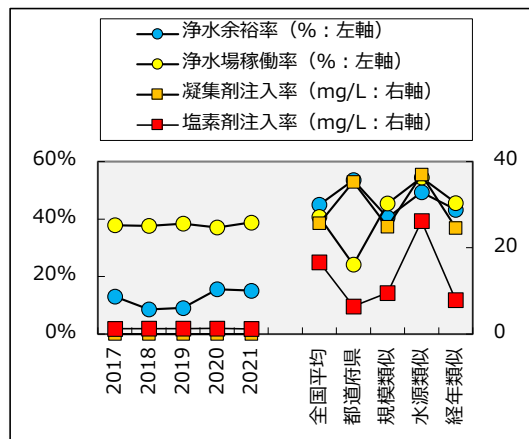 浄水余裕率（%：左軸）
浄水場稼働率（%：左軸）
凝集剤注入率（mg/L：右軸）
塩素剤注入率（mg/L：右軸）
60%
40%
20%
0%
40
20
0
2017
2018
2019
2020
2021
全国平均
都道府県
規模類似
水源類似
経年類似